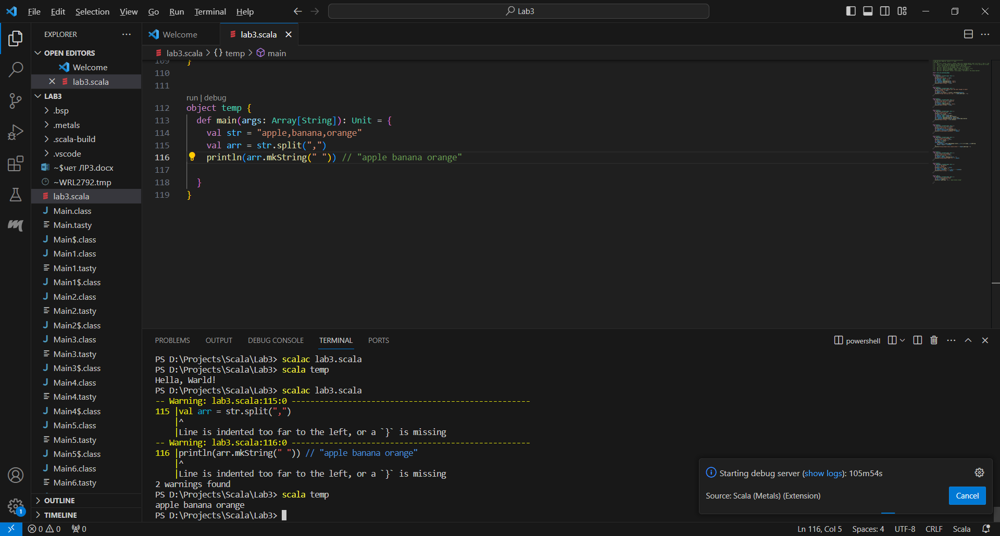 File Edit Selection View Go Run Terminal Help
Lab3
EXPLORER
OPEN EDITORS
Welcome
lab3.scala
LAB3
.bsp
.metals
.scala-build
.vscode
~$чет ЛР3.docx
~WRL2792.tmp
lab3.scala
Main.class
Main.tasty
Main$.class
Main1.class
Main1.tasty
Main1$.class
Main2.class
Main2.tasty
Main2$.class
Main3.class
Main3.tasty
Main3$.class
Main4.class
Main4.tasty
Main4$.class
Main5.class
Main5.tasty
Main5$.class
Main6.class
Main6.tasty
OUTLINE
TIMELINE
1
Welcome
lab3.scala
lab3.scala > {} temp > main
109 }
110
111
run | debug
112 object temp {
113 def main(args: Array[String]): Unit = {
114 val str = "apple,banana,orange"
115 val arr = str.split(",")
116 println(arr.mkString(" ")) // "apple banana orange"
117
118 }
119 }
PROBLEMS OUTPUT DEBUG CONSOLE TERMINAL PORTS
powershell
PS D:\Projects\Scala\Lab3> scalac lab3.scala
PS D:\Projects\Scala\Lab3> scala temp
Hella, Warld!
PS D:\Projects\Scala\Lab3> scalac lab3.scala
-- Warning: lab3.scala:115:0 ---------------------------------------------------
115 |val arr = str.split(",")
|^
|Line is indented too far to the left, or a `}` is missing
-- Warning: lab3.scala:116:0 ---------------------------------------------------
116 |println(arr.mkString(" ")) // "apple banana orange"
|^
|Line is indented too far to the left, or a `}` is missing
2 warnings found
PS D:\Projects\Scala\Lab3> scala temp
apple banana orange
PS D:\Projects\Scala\Lab3>
Starting debug server (show logs): 105m54s
Source: Scala (Metals) (Extension)
Cancel
0 0 0
Ln 116, Col 5 Spaces: 4 UTF-8 CRLF Scala